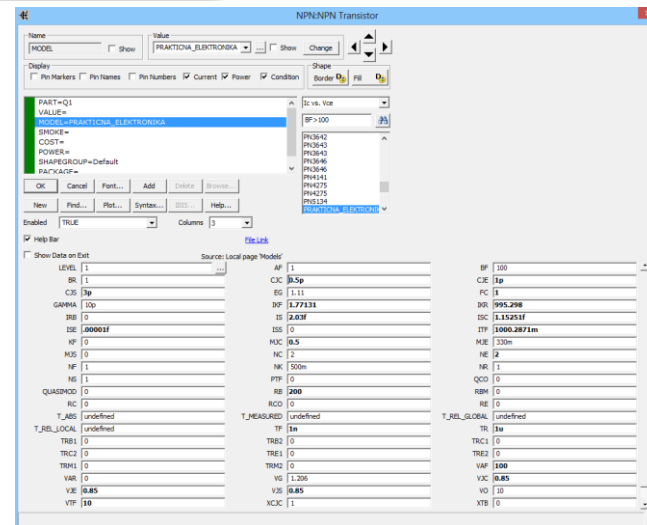 NPN:NPN Transistor
Name
MODEL
Show
Value
PRAKTICNA_ELEKTRONIKA
...
Show
Change
Display
Pin Markers Pin Names Pin Numbers Current Power Condition
Shape
Border Fill
PART=Q1
VALUE=
MODEL=PRAKTICNA_ELEKTRONIKA
SMOKE=
COST=
POWER=
SHAPEGROUP=Default
PACKAGE=
Ic vs. Vce
BF>100
PN3642
PN3643
PN3643
PN3646
PN3646
PN4141
PN4275
PN4275
PN5134
PRAKTICNA_ELEKTRONIK
OK Cancel Font... Add Delete Browse...
New Find... Plot... Syntax... IBIS... Help...
Enabled TRUE Columns 3
Help Bar File Link
Show Data on Exit Source: Local page 'Models'
LEVEL 1 ... AF 1 BF 100
BR 1 CJC 0.5p CJE 1p
CJS 3p EG 1.11 FC 1
GAMMA 10p IKF 1.77131 IKR 995.298
IRB 0 IS 2.03f ISC 1.15251f
ISE .00001f ISS 0 ITF 1000.2871m
KF 0 MJC 0.5 MJE 330m
MJS 0 NC 2 NE 2
NF 1 NK 500m NR 1
NS 1 PTF 0 QCO 0
QUASIMOD 0 RB 200 RBM 0
RC 0 RCO 0 RE 0
T_ABS undefined T_MEASURED undefined T_REL_GLOBAL undefined
T_REL_LOCAL undefined TF 1n TR 1u
TRB1 0 TRB2 0 TRC1 0
TRC2 0 TRE1 0 TRE2 0
TRM1 0 TRM2 0 VAF 100
VAR 0 VG 1.206 VJC 0.85
VJE 0.85 VJS 0.85 VO 10
VTF 10 XCJC 1 XTB 0